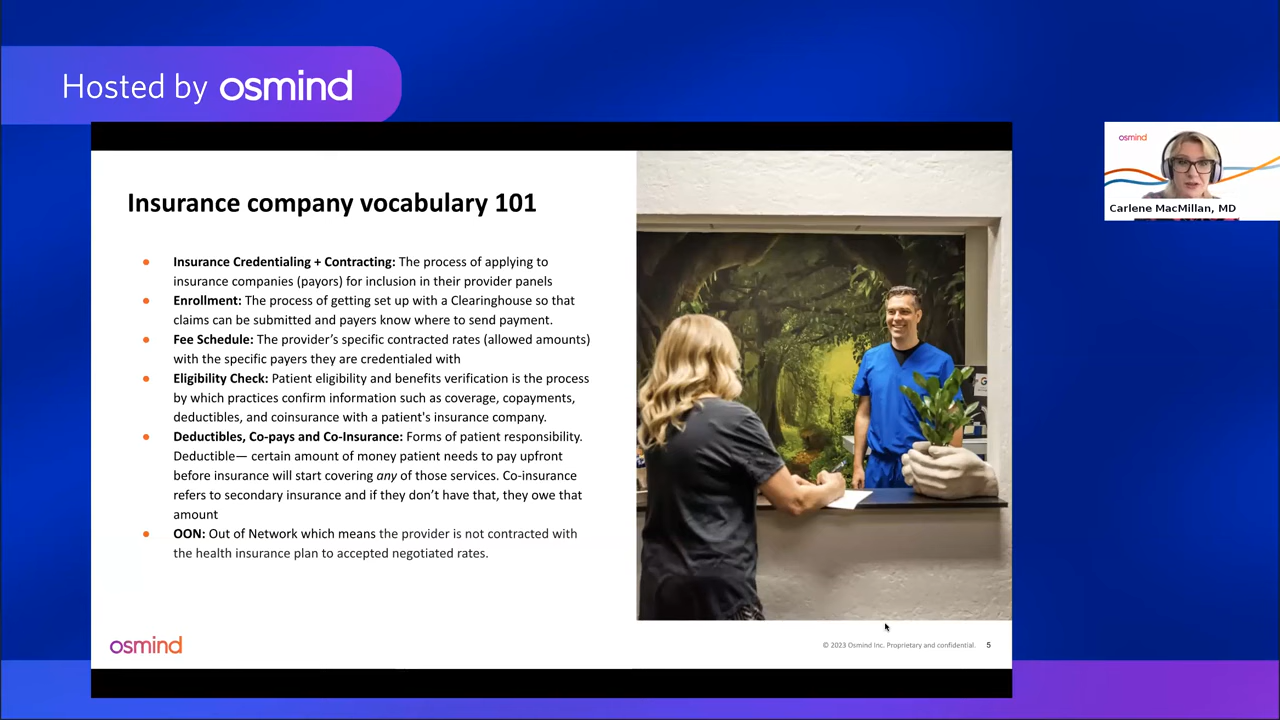 Hosted by osmind
osmind
Carlene MacMillan, MD
Insurance company vocabulary 101
• Insurance Credentialing + Contracting: The process of applying to
insurance companies (payors) for inclusion in their provider panels
• Enrollment: The process of getting set up with a Clearinghouse so that
claims can be submitted and payers know where to send payment.
• Fee Schedule: The provider’s specific contracted rates (allowed amounts)
with the specific payers they are credentialed with
• Eligibility Check: Patient eligibility and benefits verification is the process
by which practices confirm information such as coverage, copayments,
deductibles, and coinsurance with a patient's insurance company.
• Deductibles, Co-pays and Co-Insurance: Forms of patient responsibility.
Deductible— certain amount of money patient needs to pay upfront
before insurance will start covering any of those services. Co-insurance
refers to secondary insurance and if they don’t have that, they owe that
amount
• OON: Out of Network which means the provider is not contracted with
the health insurance plan to accepted negotiated rates.
osmind
© 2023 Osmind Inc. Proprietary and confidential. 5